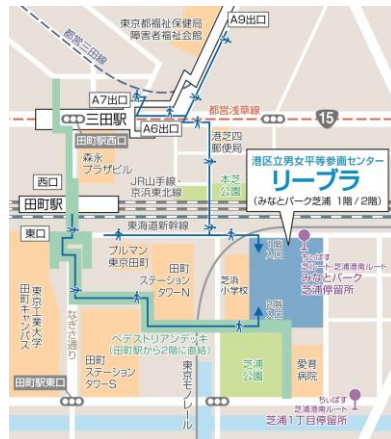 東京都福祉保健局
障害者福祉会館
A9出口
都営三田線
A7出口
都営浅草線
15
三田駅
A6出口
田町駅西口
港芝四
郵便局
森永
プラザビル
西口
JR山手線・
京浜東北線
本芝
公園
港区立男女平等参画センター
リーブラ
(みなとパーク芝浦 1階/2階)
田町駅
東海道新幹線
東口
プルマン
東京田町
1階
入口
ちぃばす
芝ルート・芝浦港南ルート
みなとパーク
芝浦停留所
田町
ステーション
タワーN
芝浜
小学校
2階
入口
東京工業大学
田町キャンパス
なぎさ通り
ペデストリアンデッキ
(田町駅から2階に直結)
田町
ステーション
タワーS
東京モノレール
芝浦
公園
愛育
病院
田町駅東口
ちぃばす
芝浦港南ルート
芝浦1丁目停留所